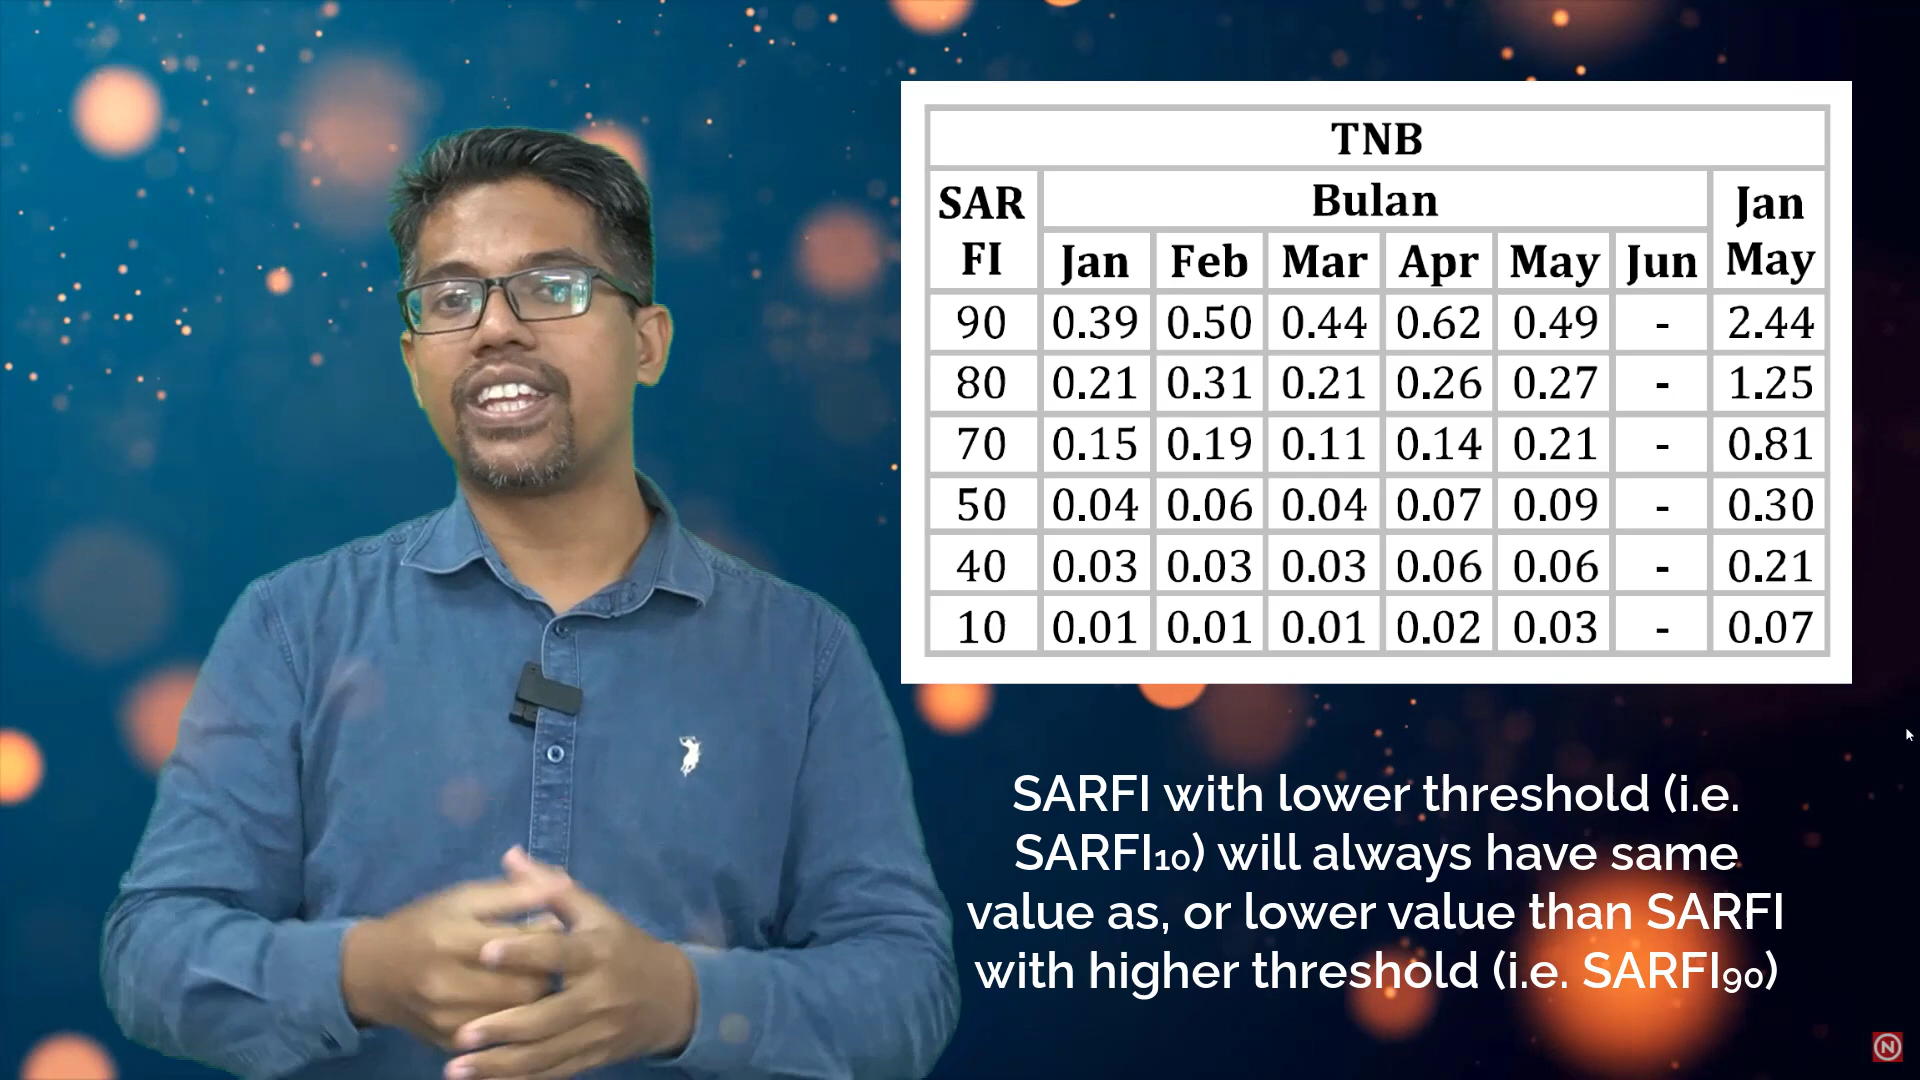 TNB
SAR FI Bulan Jan May
Jan Feb Mar Apr May Jun
90 0.39 0.50 0.44 0.62 0.49 - 2.44
80 0.21 0.31 0.21 0.26 0.27 - 1.25
70 0.15 0.19 0.11 0.14 0.21 - 0.81
50 0.04 0.06 0.04 0.07 0.09 - 0.30
40 0.03 0.03 0.03 0.06 0.06 - 0.21
10 0.01 0.01 0.01 0.02 0.03 - 0.07
SARFI with lower threshold (i.e.
SARFI₁₀) will always have same
value as, or lower value than SARFI
with higher threshold (i.e. SARFI₉₀)
N